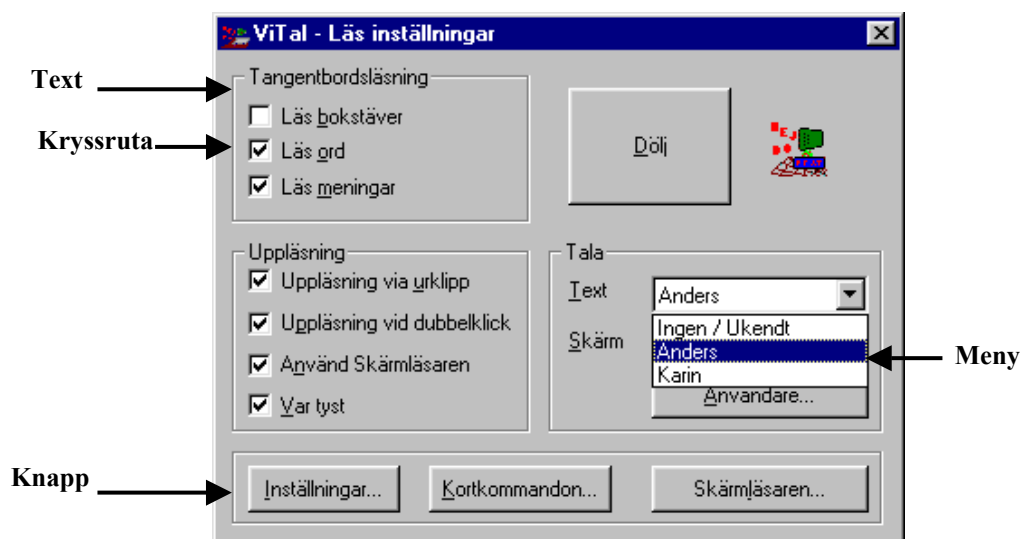 ViTal - Läs inställningar
Text
Tangentbordsläsning
Läs bokstäver
Kryssruta
Läs ord
Läs meningar
Dölj
Uppläsning
Uppläsning via urklipp
Uppläsning vid dubbelklick
Använd Skärmläsaren
Var tyst
Tala
Text
Anders
Skärm
Ingen / Ukendt
Anders
Karin
Meny
Anvandare...
Knapp
Inställningar...
Kortkommandon...
Skärmläsaren...